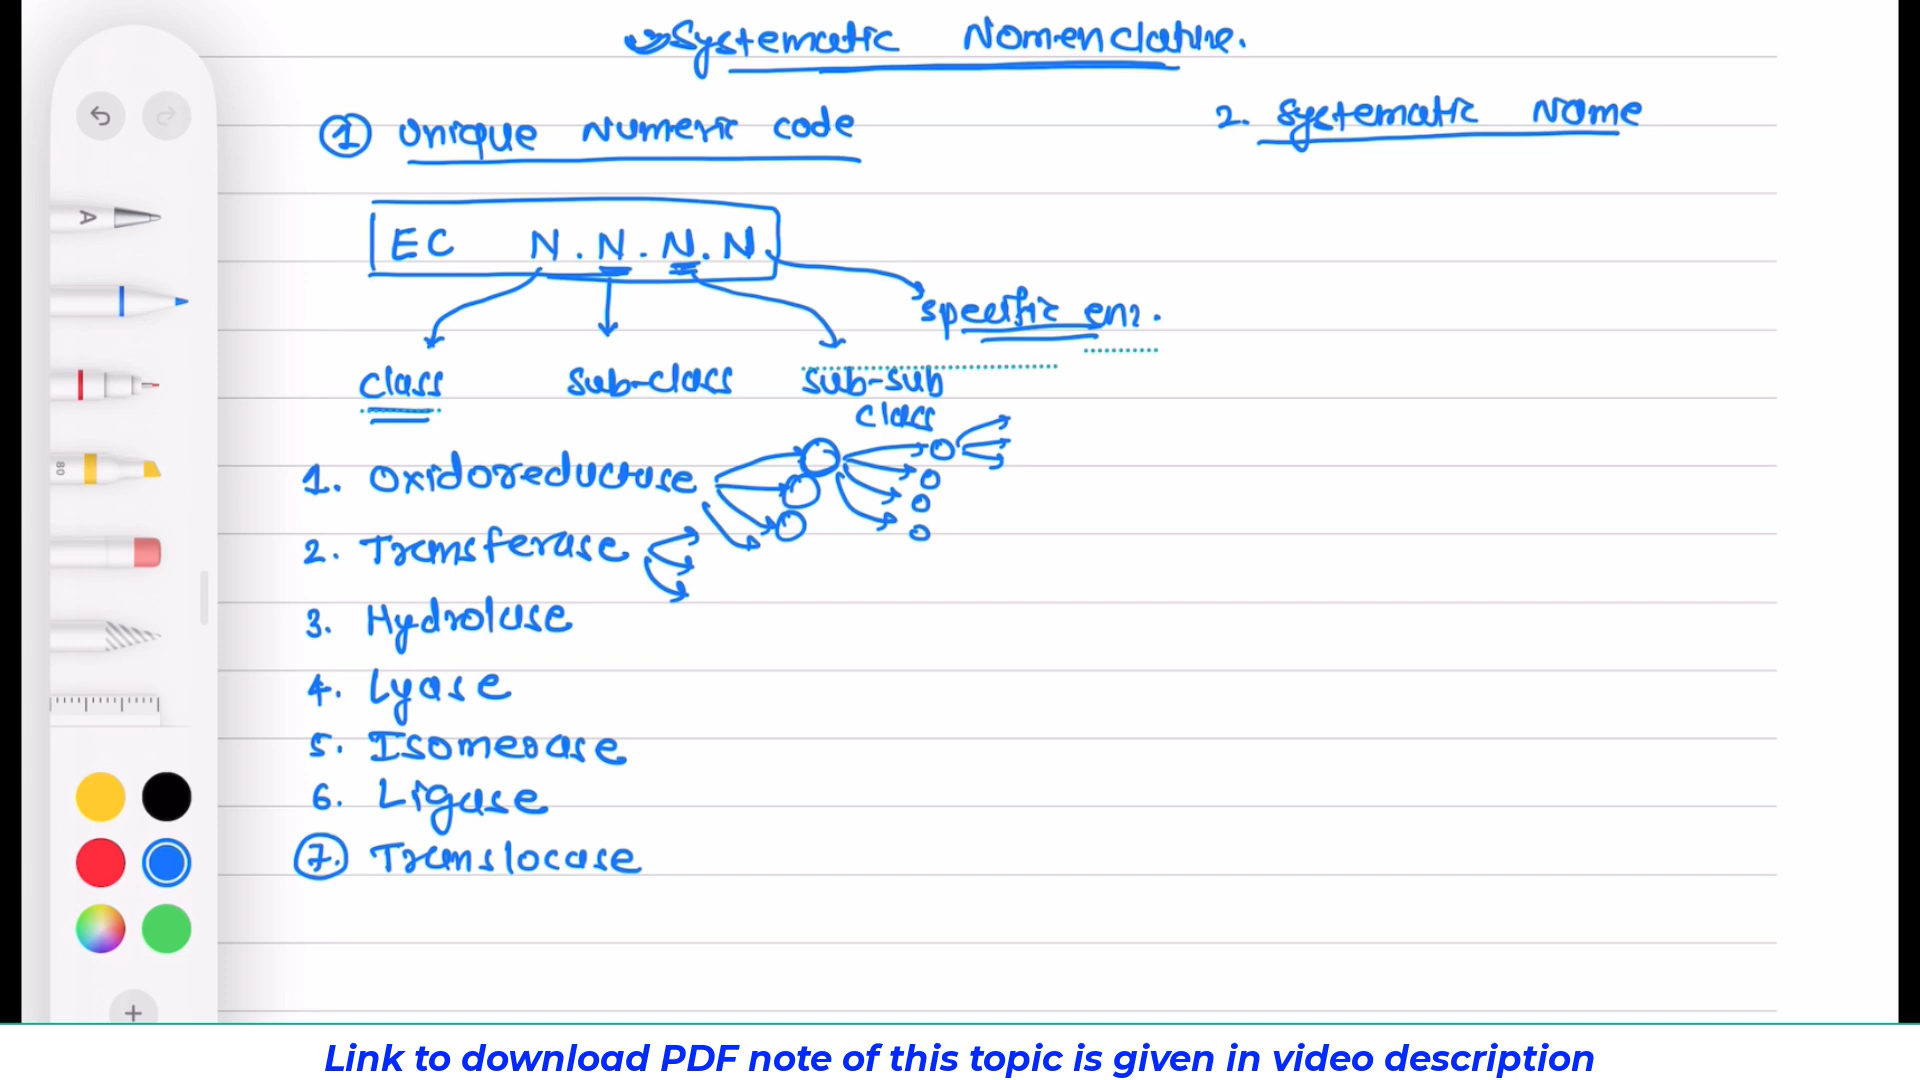 Systematic Nomenclature.
① Unique Numeric code
2. Systematic Name
EC N.N.N.N.
specific enz.
class sub-class sub-sub
class
1. Oxidoreductase
2. Transferase
3. Hydrolase
4. Lyase
5. Isomerase
6. Ligase
7. Translocase
A
80
Link to download PDF note of this topic is given in video description